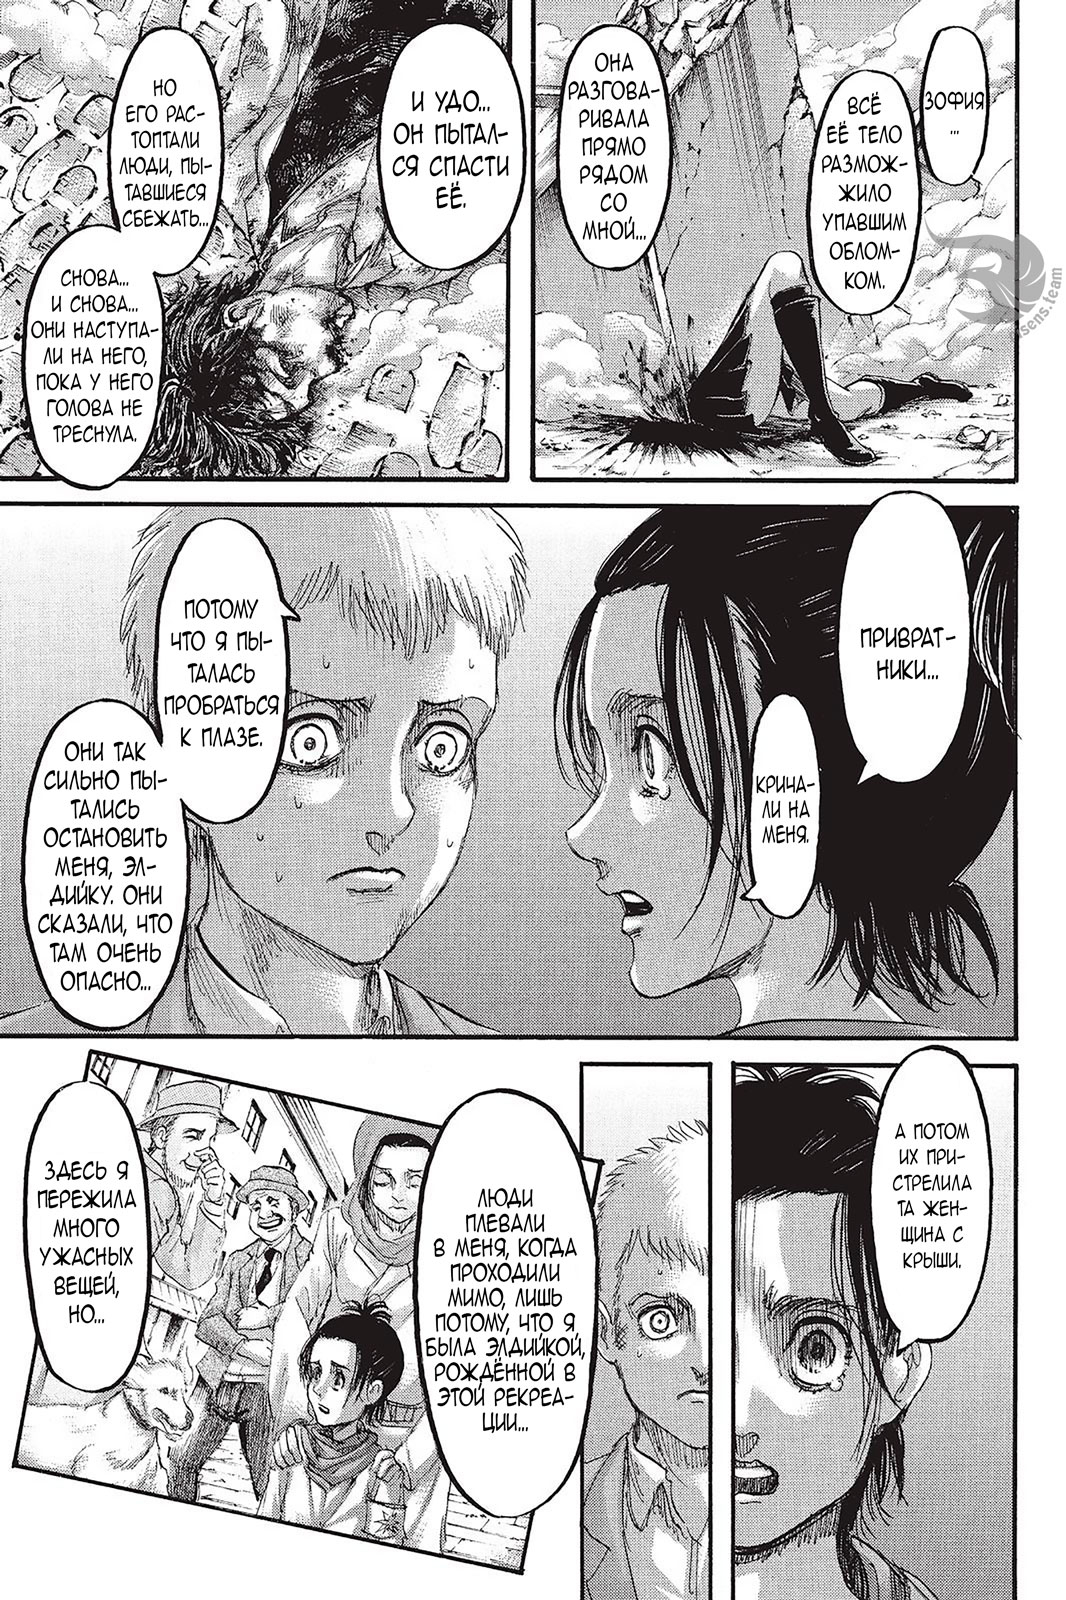 ЗОФИЯ
...
ВСЁ
ЕЁ ТЕЛО
РАЗМОЖ-
ЖИЛО
УПАВШИМ
ОБЛОМ-
КОМ.
ОНА
РАЗГОВА-
РИВАЛА
ПРЯМО
РЯДОМ
СО
МНОЙ...
И УДО...
ОН ПЫТАЛ-
СЯ СПАСТИ
ЕЁ.
НО
ЕГО РАС-
ТОПТАЛИ
ЛЮДИ, ПЫ-
ТАВШИЕСЯ
СБЕЖАТЬ...
СНОВА...
И СНОВА...
ОНИ НАСТУПА-
ЛИ НА НЕГО,
ПОКА У НЕГО
ГОЛОВА НЕ
ТРЕСНУЛА.
sens.team
ПРИВРАТ-
НИКИ...
КРИЧА-
ЛИ НА
МЕНЯ.
ПОТОМУ
ЧТО Я ПЫ-
ТАЛАСЬ
ПРОБРАТЬСЯ
К ПЛАЗЕ.
ОНИ ТАК
СИЛЬНО ПЫ-
ТАЛИСЬ
ОСТАНОВИТЬ
МЕНЯ, ЭЛ-
ДИЙКУ. ОНИ
СКАЗАЛИ, ЧТО
ТАМ ОЧЕНЬ
ОПАСНО...
А ПОТОМ
ИХ ПРИ-
СТРЕЛИЛА
ТА ЖЕН-
ЩИНА С
КРЫШИ.
ЛЮДИ
ПЛЕВАЛИ
В МЕНЯ, КОГДА
ПРОХОДИЛИ
МИМО, ЛИШЬ
ПОТОМУ, ЧТО Я
БЫЛА ЭЛДИЙКОЙ,
РОЖДЁННОЙ В
ЭТОЙ РЕКРЕА-
ЦИИ...
ЗДЕСЬ Я
ПЕРЕЖИЛА
МНОГО
УЖАСНЫХ
ВЕЩЕЙ,
НО...